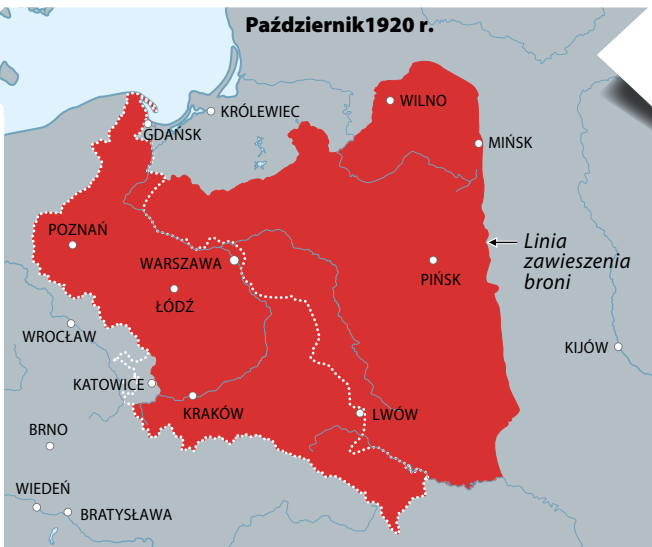 Październik1920 r.
KRÓLEWIEC
WILNO
GDAŃSK
MIŃSK
POZNAŃ
WARSZAWA
Linia
zawieszenia
broni
PIŃSK
ŁÓDŹ
WROCŁAW
KIJÓW
KATOWICE
KRAKÓW
LWÓW
BRNO
WIEDEŃ
BRATYSŁAWA